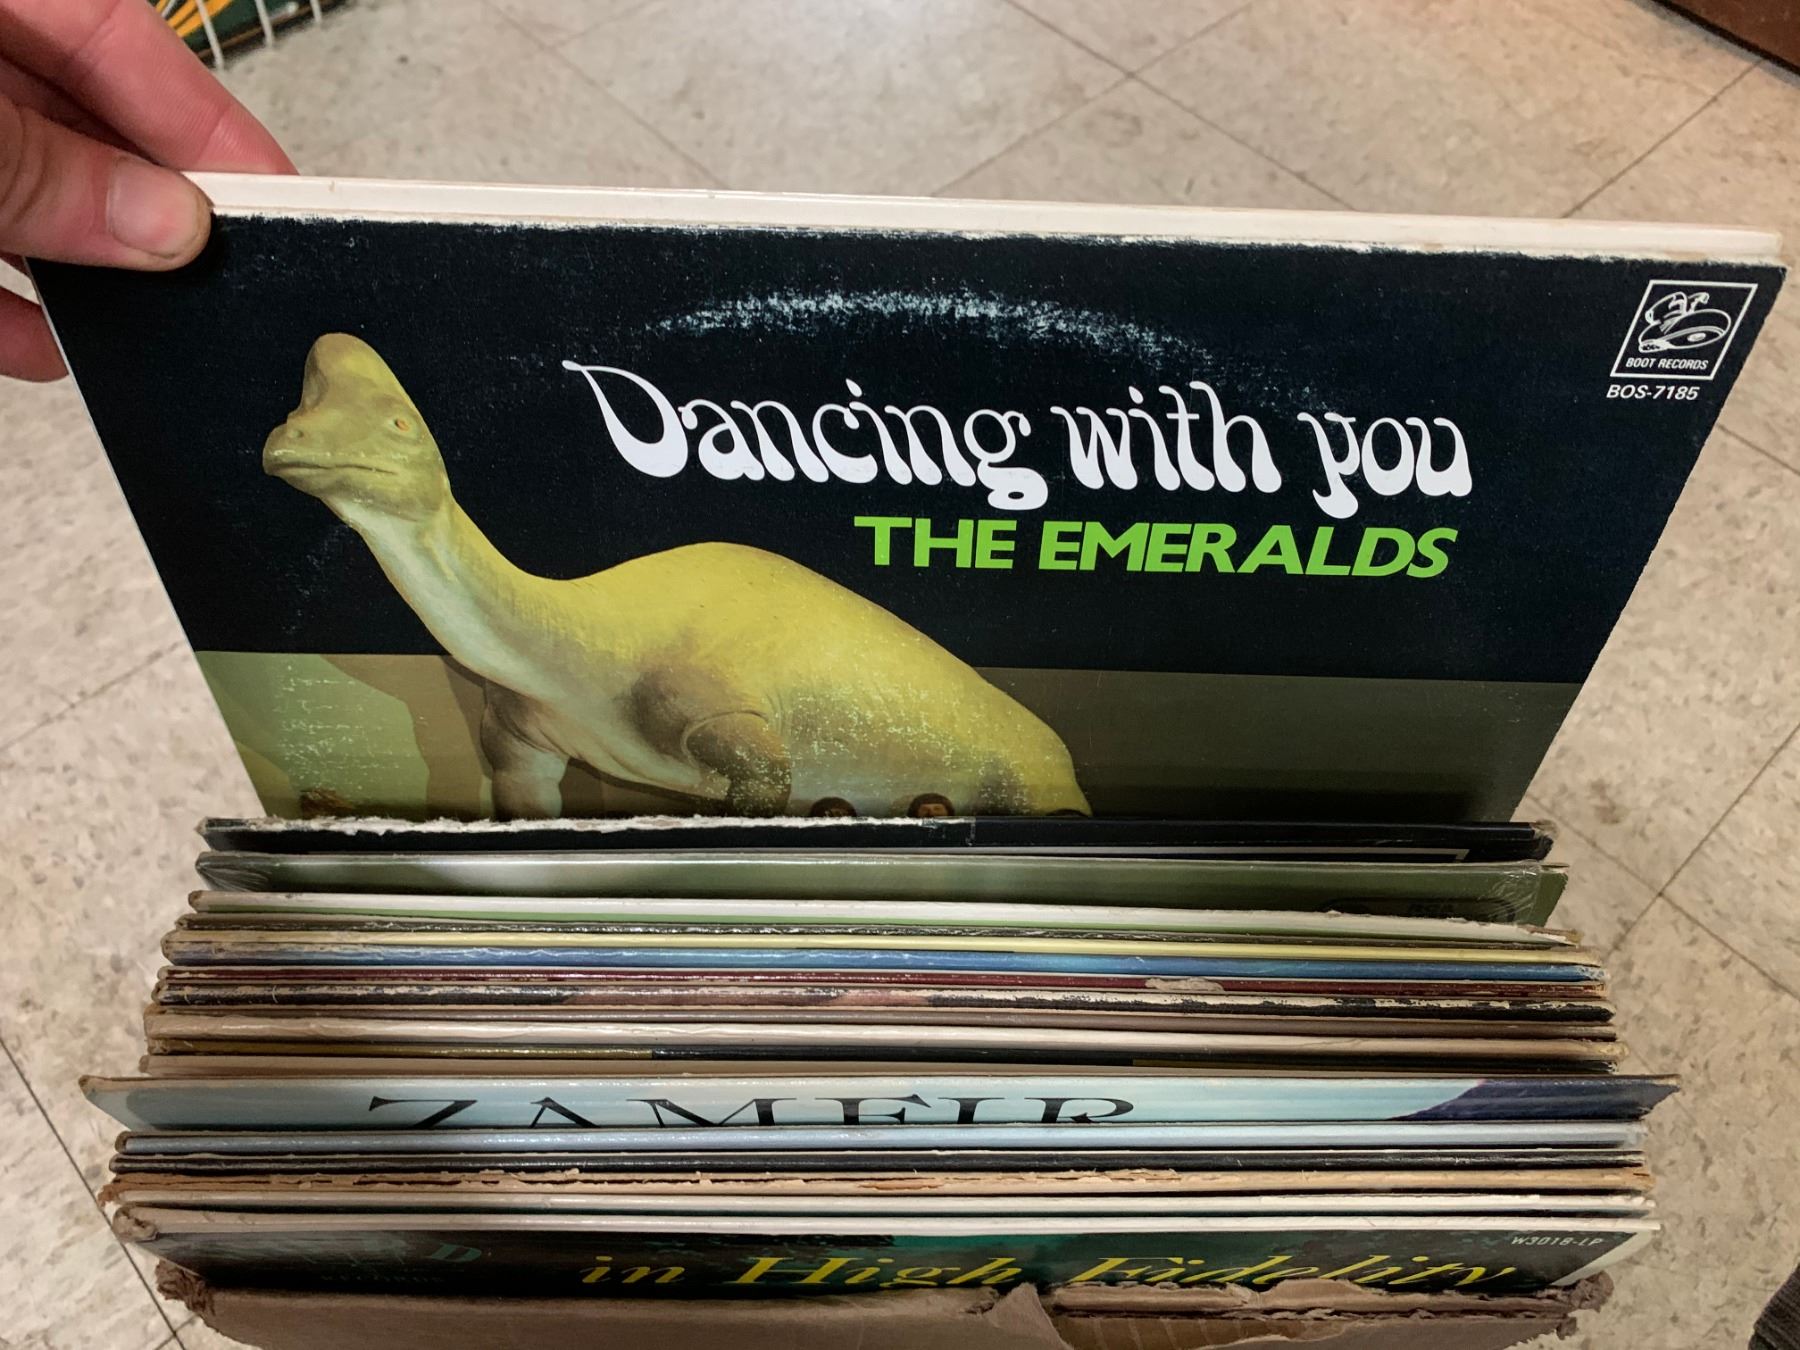 BOOT RECORDS
BOS-7185
Dancing with you
THE EMERALDS
ZAMFIR
W3018-LP
in High Fidelity